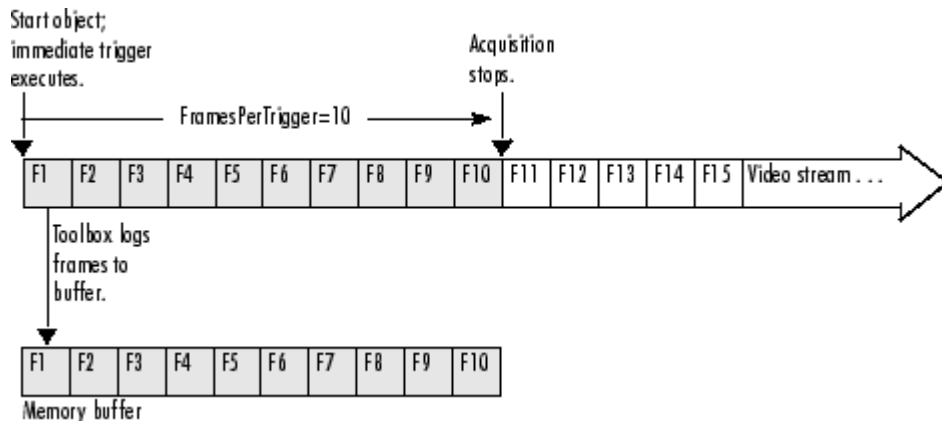 Start object;
immediate trigger
executes.
Acquisition
stops.
FramesPerTrigger=10
F1 F2 F3 F4 F5 F6 F7 F8 F9 F10 F11 F12 F13 F14 F15 Video stream . . .
Toolbox logs
frames to
buffer.
F1 F2 F3 F4 F5 F6 F7 F8 F9 F10
Memory buffer